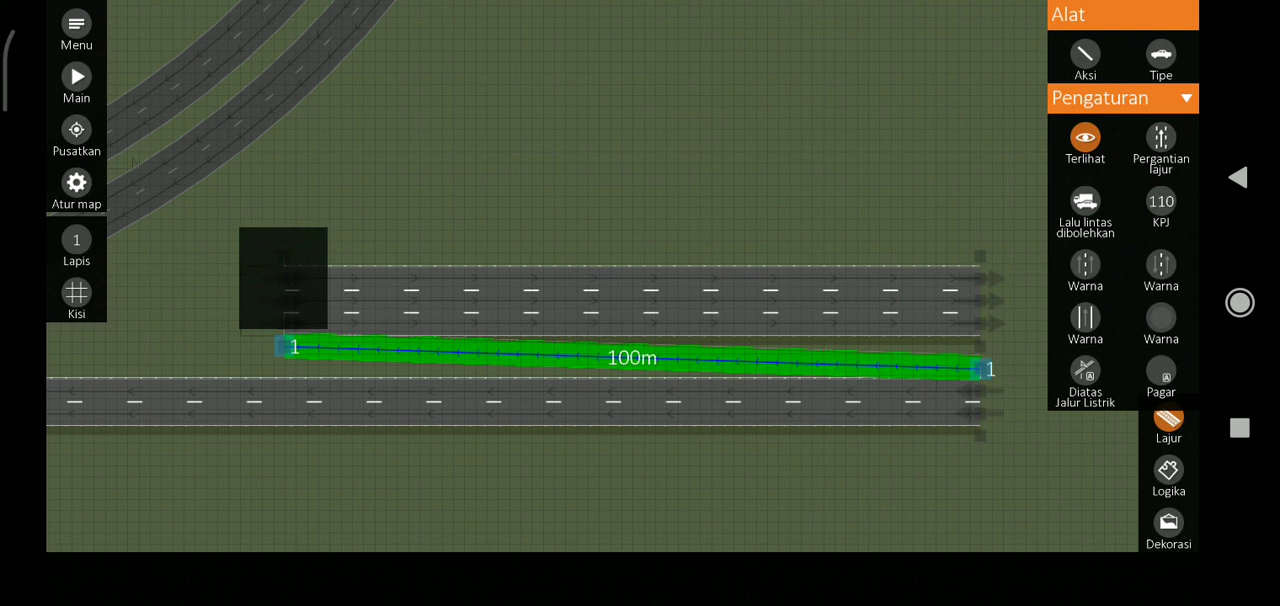 Menu
Main
Pusatkan
Atur map
1
Lapis
Kisi
1
100m
1
Alat
Aksi
Tipe
Pengaturan
Terlihat
Pergantian
lajur
Lalu lintas
dibolehkan
110
KPJ
Warna
Warna
Warna
Warna
A
Diatas
Jalur Listrik
A
Pagar
Lajur
Logika
Dekorasi